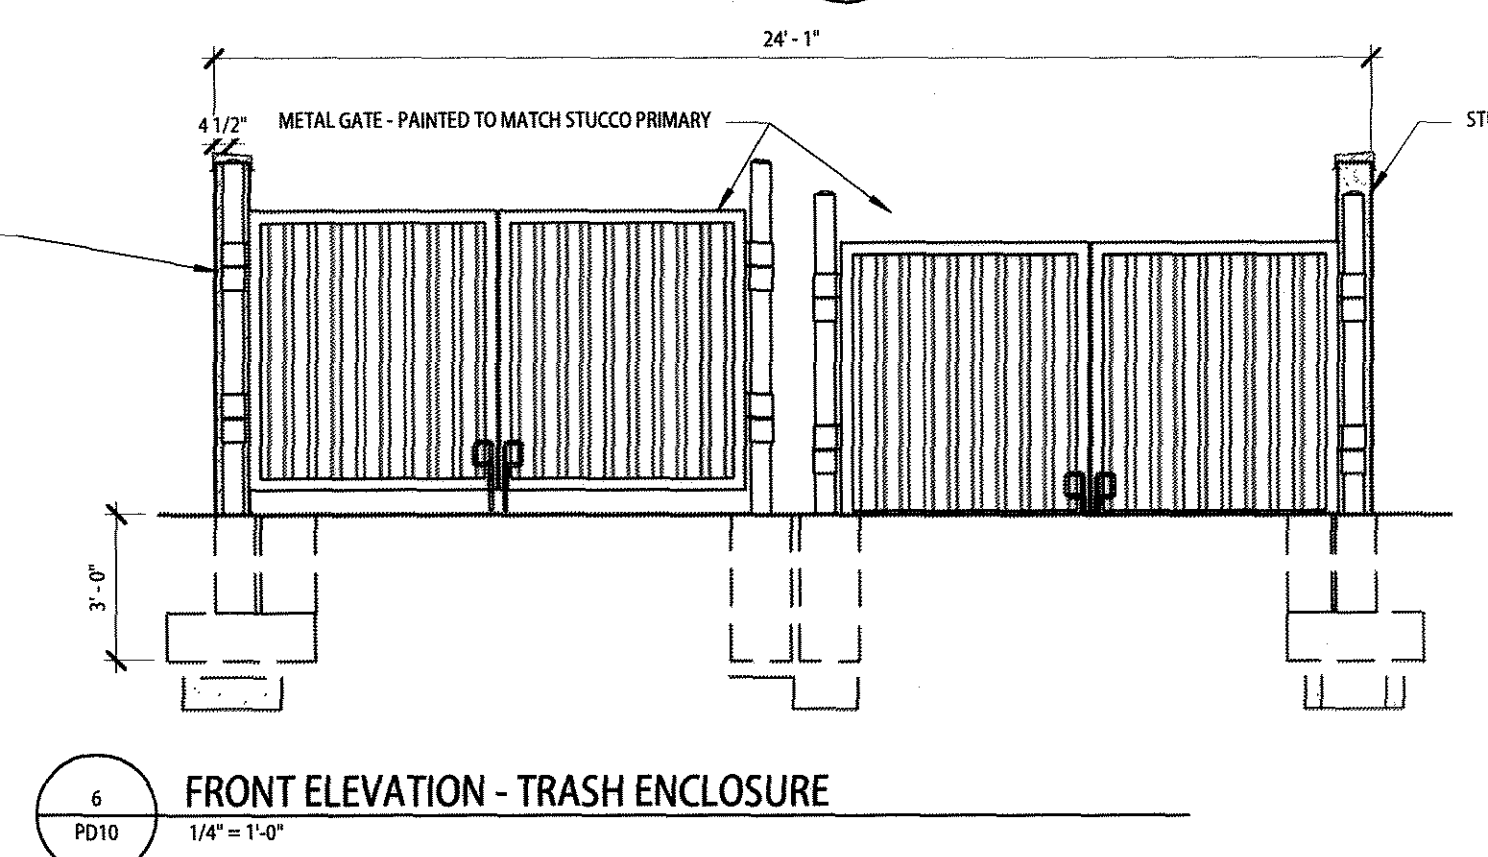 24' - 1"
4 1/2"
METAL GATE - PAINTED TO MATCH STUCCO PRIMARY
3' - 0"
6
PD10
FRONT ELEVATION - TRASH ENCLOSURE
1/4" = 1'-0"